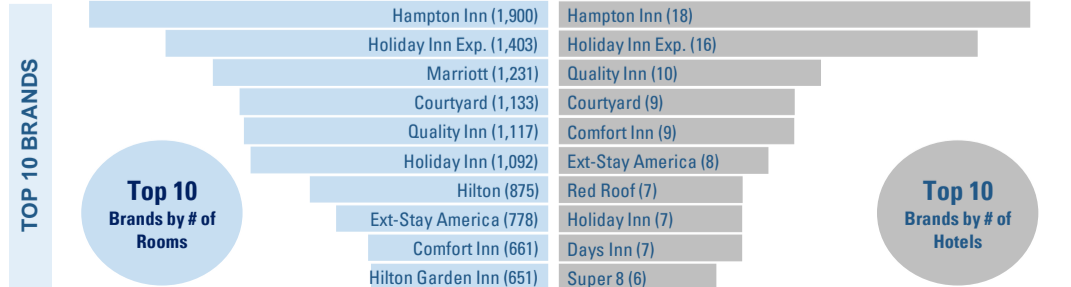 TOP 10 BRANDS
Hampton Inn (1,900)
Holiday Inn Exp. (1,403)
Marriott (1,231)
Courtyard (1,133)
Quality Inn (1,117)
Holiday Inn (1,092)
Hilton (875)
Ext-Stay America (778)
Comfort Inn (661)
Hilton Garden Inn (651)
Top 10
Brands by # of
Rooms
Hampton Inn (18)
Holiday Inn Exp. (16)
Quality Inn (10)
Courtyard (9)
Comfort Inn (9)
Ext-Stay America (8)
Red Roof (7)
Holiday Inn (7)
Days Inn (7)
Super 8 (6)
Top 10
Brands by # of
Hotels